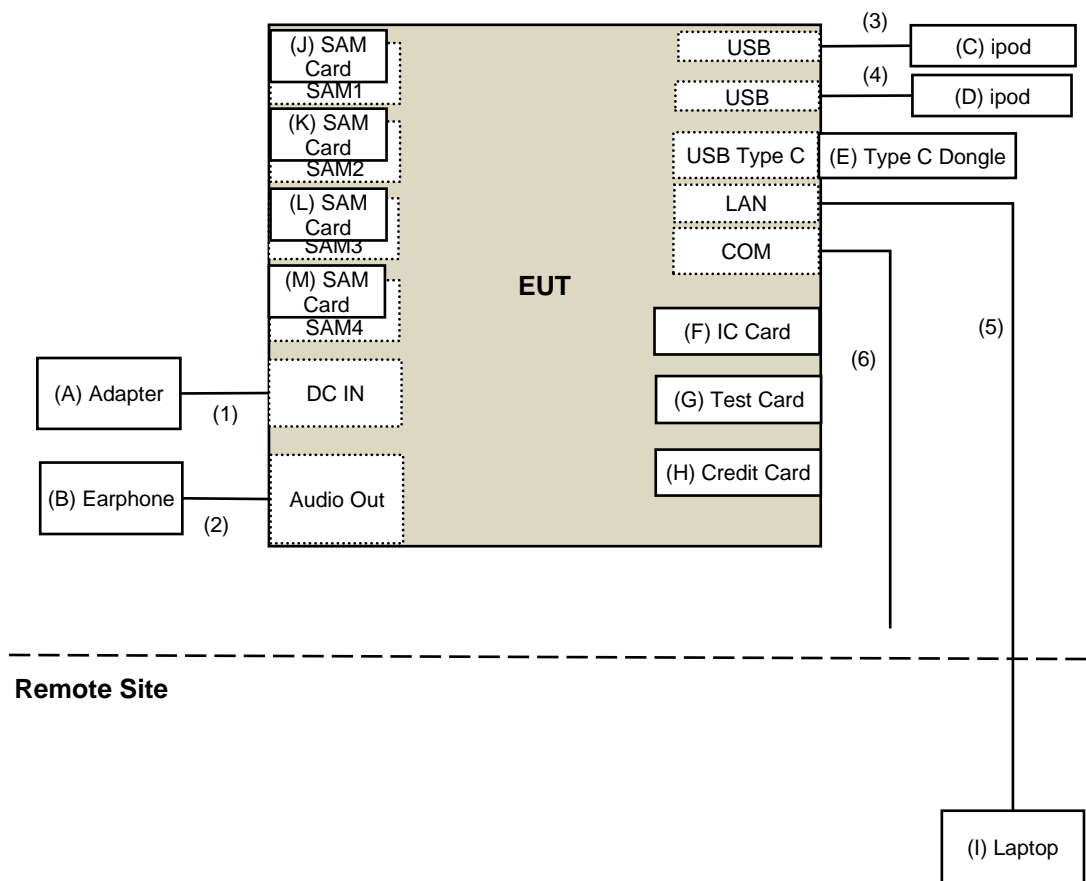 (J) SAM
Card
SAM1
(K) SAM
Card
SAM2
(L) SAM
Card
SAM3
(M) SAM
Card
SAM4
(A) Adapter
(1)
DC IN
(B) Earphone
(2)
Audio Out
EUT
USB
(3)
(C) ipod
USB
(4)
(D) ipod
USB Type C
(E) Type C Dongle
LAN
COM
(F) IC Card
(G) Test Card
(H) Credit Card
(6)
(5)
Remote Site
(I) Laptop